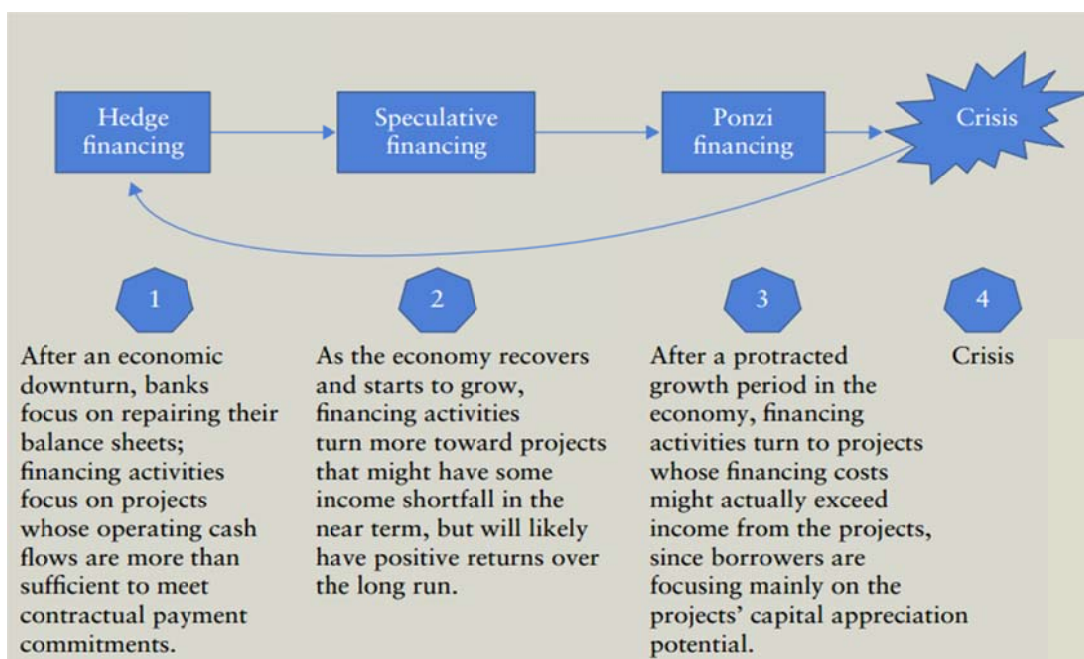 Hedge
financing
Speculative
financing
Ponzi
financing
Crisis
1
After an economic
downturn, banks
focus on repairing their
balance sheets;
financing activities
focus on projects
whose operating cash
flows are more than
sufficient to meet
contractual payment
commitments.
2
As the economy recovers
and starts to grow,
financing activities
turn more toward projects
that might have some
income shortfall in the
near term, but will likely
have positive returns over
the long run.
3
After a protracted
growth period in the
economy, financing
activities turn to projects
whose financing costs
might actually exceed
income from the projects,
since borrowers are
focusing mainly on the
projects’ capital appreciation
potential.
4
Crisis